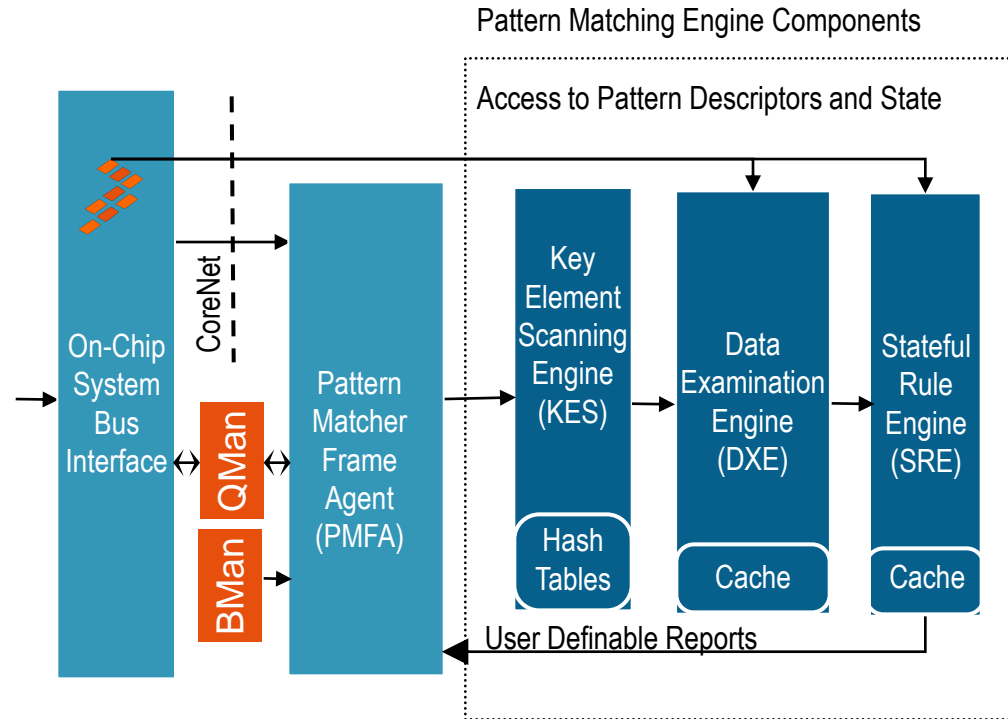 Pattern Matching Engine Components
Access to Pattern Descriptors and State
On-Chip
System
Bus
Interface
CoreNet
QMan
BMan
Pattern
Matcher
Frame
Agent
(PMFA)
Key
Element
Scanning
Engine
(KES)
Hash
Tables
Data
Examination
Engine
(DXE)
Cache
Stateful
Rule
Engine
(SRE)
Cache
User Definable Reports